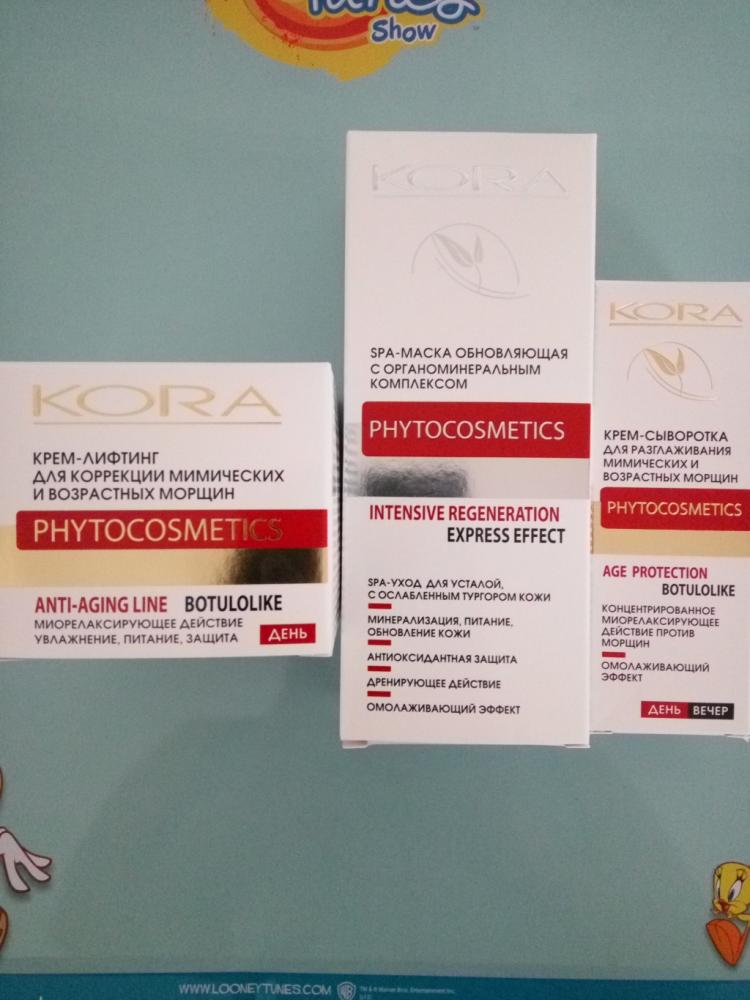 Tunes
Show
KORA
КРЕМ-ЛИФТИНГ
ДЛЯ КОРРЕКЦИИ МИМИЧЕСКИХ
И ВОЗРАСТНЫХ МОРЩИН
PHYTOCOSMETICS
ANTI-AGING LINE BOTULOLIKE
МИОРЕЛАКСИРУЮЩЕЕ ДЕЙСТВИЕ
УВЛАЖНЕНИЕ, ПИТАНИЕ, ЗАЩИТА
ДЕНЬ
KORA
SPA-МАСКА ОБНОВЛЯЮЩАЯ
С ОРГАНОМИНЕРАЛЬНЫМ
КОМПЛЕКСОМ
PHYTOCOSMETICS
INTENSIVE REGENERATION
EXPRESS EFFECT
SPA-УХОД ДЛЯ УСТАЛОЙ,
С ОСЛАБЛЕННЫМ ТУРГОРОМ КОЖИ
МИНЕРАЛИЗАЦИЯ, ПИТАНИЕ,
ОБНОВЛЕНИЕ КОЖИ
АНТИОКСИДАНТНАЯ ЗАЩИТА
ДРЕНИРУЮЩЕЕ ДЕЙСТВИЕ
ОМОЛАЖИВАЮЩИЙ ЭФФЕКТ
KORA
КРЕМ-СЫВОРОТКА
ДЛЯ РАЗГЛАЖИВАНИЯ
МИМИЧЕСКИХ И
ВОЗРАСТНЫХ МОРЩИН
PHYTOCOSMETICS
AGE PROTECTION
BOTULOLIKE
КОНЦЕНТРИРОВАННОЕ
МИОРЕЛАКСИРУЮЩЕЕ
ДЕЙСТВИЕ ПРОТИВ
МОРЩИН
ОМОЛАЖИВАЮЩИЙ
ЭФФЕКТ
ДЕНЬ ВЕЧЕР
WWW.LOONEYTUNES.COM